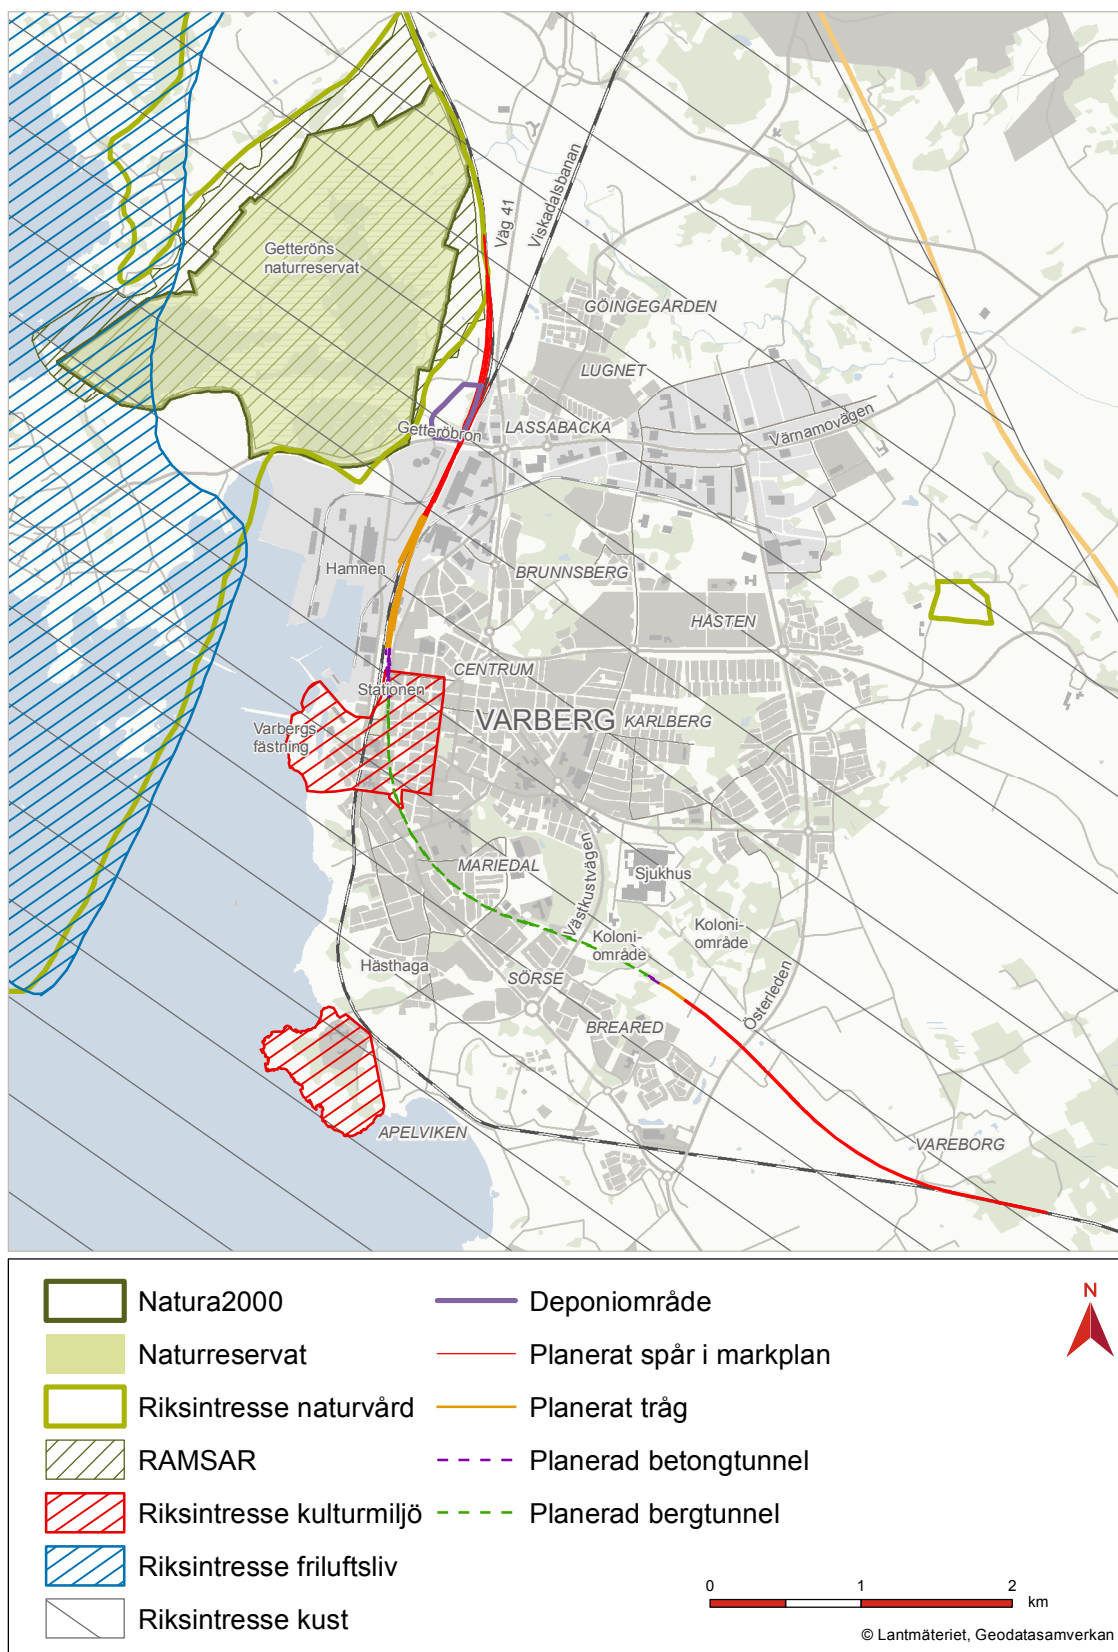 Väg 41
Viskadalsbanan
Getteröns
naturreservat
GÖINGEGÅRDEN
LUGNET
Getteröbron
LASSABACKA
Värnamovägen
Hamnen
BRUNNSBERG
HÅSTEN
CENTRUM
Stationen
VARBERG
KARLBERG
Varbergs
fästning
MARIEDAL
Västkustvägen
Sjukhus
Koloni-
område
Koloni-
område
Hästhaga
SÖRSE
Österleden
BREARED
APELVIKEN
VAREBORG
Natura2000
Naturreservat
Riksintresse naturvård
RAMSAR
Riksintresse kulturmiljö
Riksintresse friluftsliv
Riksintresse kust
Deponiområde
Planerat spår i markplan
Planerat tråg
Planerad betongtunnel
Planerad bergtunnel
N
0 1 2
km
© Lantmäteriet, Geodatasamverkan